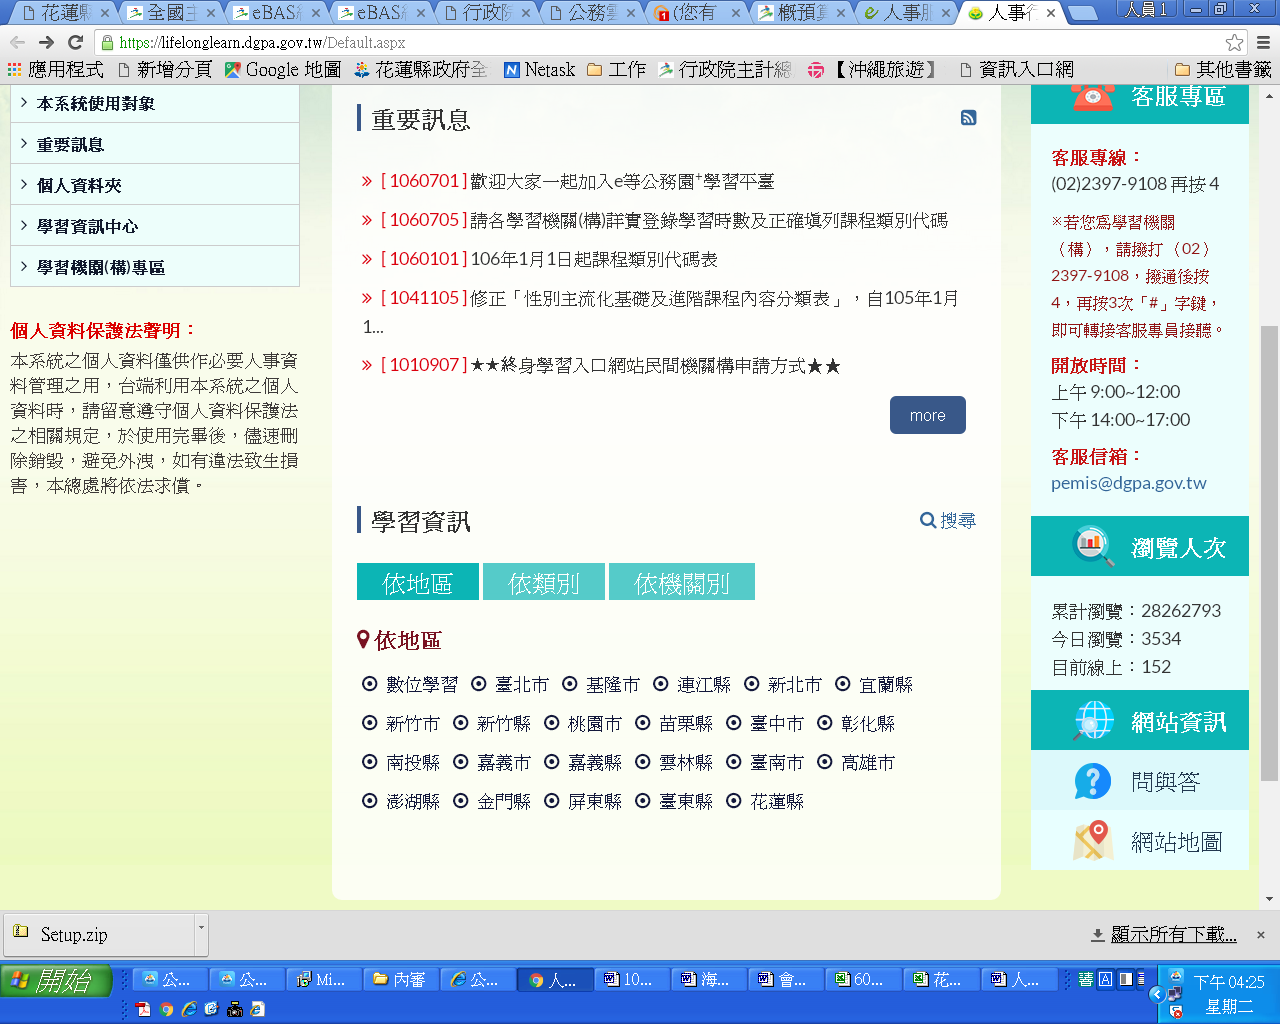 花蓮縣
全國主
eBAS
eBAS
行政院
公務雲
(您有
概預算
人事服
人事行
人員1
https://lifelonglearn.dgpa.gov.tw/Default.aspx
應用程式 新增分頁 Google 地圖 花蓮縣政府全 Netask 工作 行政院主計總 【沖繩旅遊】 資訊入口網 其他書籤
本系統使用對象
重要訊息
個人資料夾
學習資訊中心
學習機關(構)專區
個人資料保護法聲明：
本系統之個人資料僅供作必要人事資
料管理之用，台端利用本系統之個人
資料時，請留意遵守個人資料保護法
之相關規定，於使用完畢後，儘速刪
除銷毀，避免外洩，如有違法致生損
害，本總處將依法求償。
重要訊息
» [ 1060701 ] 歡迎大家一起加入e等公務園⁺學習平臺
» [ 1060705 ] 請各學習機關(構)詳實登錄學習時數及正確填列課程類別代碼
» [ 1060101 ] 106年1月1日起課程類別代碼表
» [ 1041105 ] 修正「性別主流化基礎及進階課程內容分類表」，自105年1月
1...
» [ 1010907 ] ★★終身學習入口網站民間機關構申請方式★★
more
學習資訊
搜尋
依地區 依類別 依機關別
依地區
數位學習 臺北市 基隆市 連江縣 新北市 宜蘭縣
新竹市 新竹縣 桃園市 苗栗縣 臺中市 彰化縣
南投縣 嘉義市 嘉義縣 雲林縣 臺南市 高雄市
澎湖縣 金門縣 屏東縣 臺東縣 花蓮縣
客服專區
客服專線：
(02)2397-9108 再按 4
※若您為學習機關
（構），請撥打（02）
2397-9108，撥通後按
4，再按3次「#」字鍵，
即可轉接客服專員接聽。
開放時間：
上午 9:00~12:00
下午 14:00~17:00
客服信箱：
pemis@dgpa.gov.tw
瀏覽人次
累計瀏覽：28262793
今日瀏覽：3534
目前線上：152
網站資訊
問與答
網站地圖
Setup.zip
顯示所有下載...
開始
公...
公...
Mi...
內審
公...
人...
10...
海...
會...
60...
花...
人...
下午 04:25
星期二